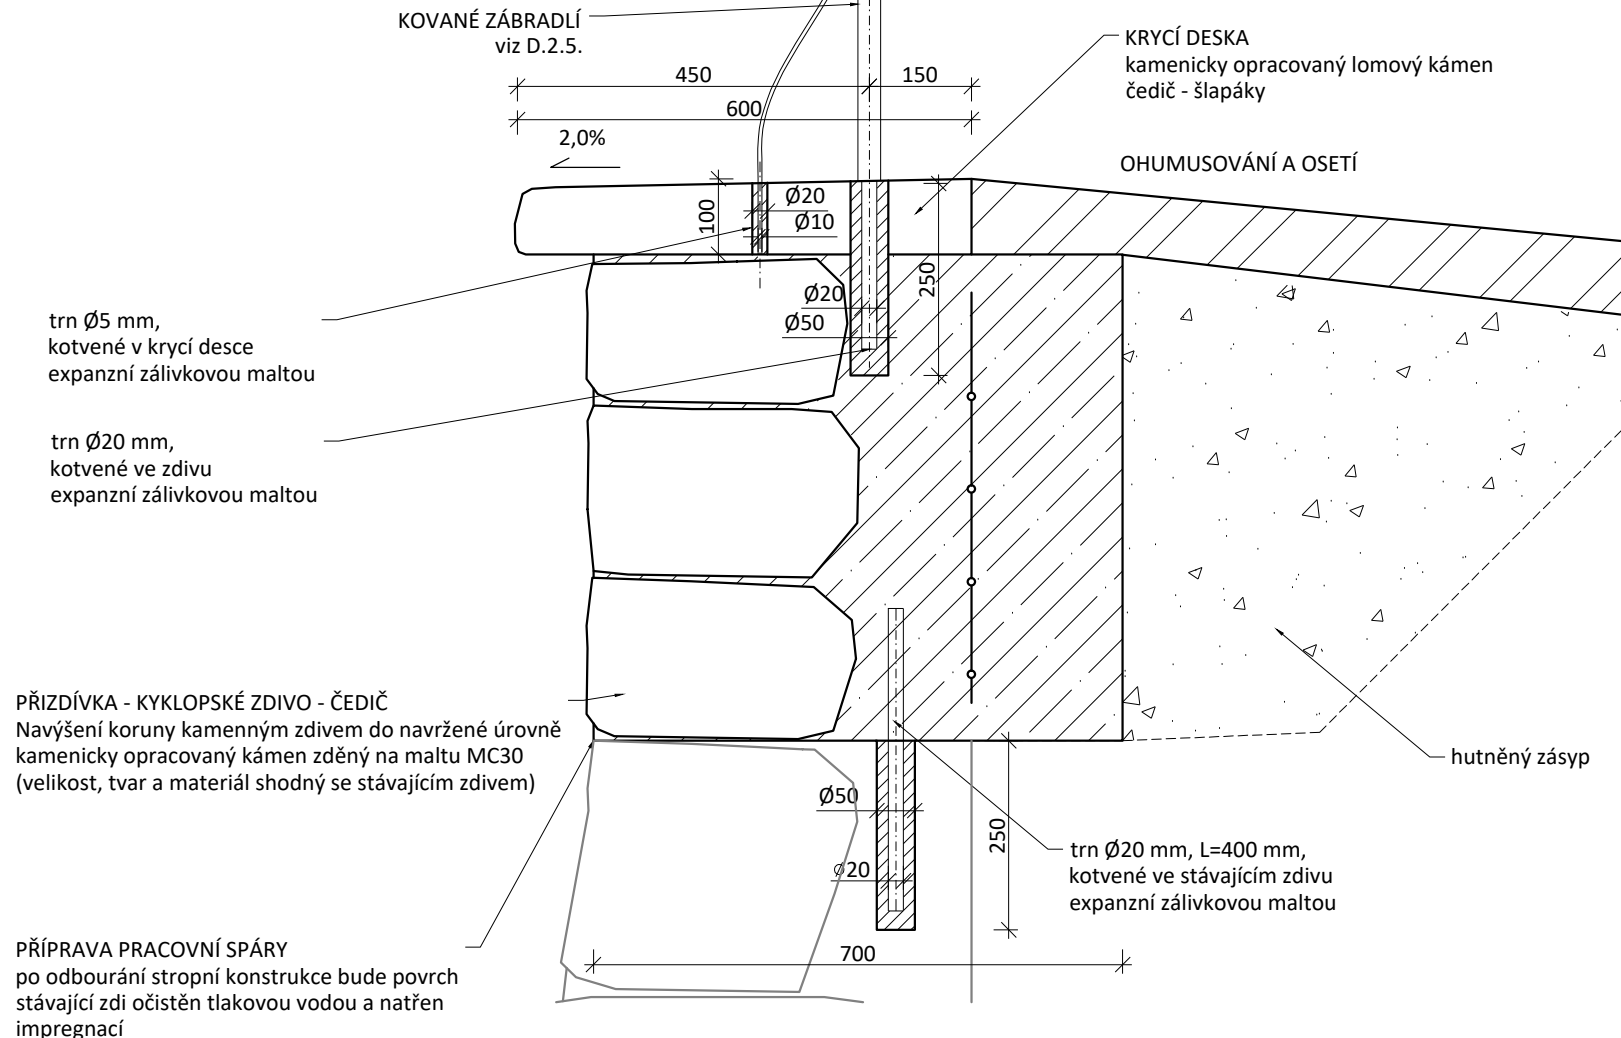 KOVANÉ ZÁBRADLÍ
viz D.2.5.
KRYCÍ DESKA
kamenicky opracovaný lomový kámen
čedič - šlapáky
450
150
600
2,0%
OHUMUSOVÁNÍ A OSETÍ
100
Ø20
Ø10
250
Ø20
Ø50
trn Ø5 mm,
kotvené v krycí desce
expanzní zálivkovou maltou
trn Ø20 mm,
kotvené ve zdivu
expanzní zálivkovou maltou
PŘIZDÍVKA - KYKLOPSKÉ ZDIVO - ČEDIČ
Navýšení koruny kamenným zdivem do navržené úrovně
kamenicky opracovaný kámen zděný na maltu MC30
(velikost, tvar a materiál shodný se stávajícím zdivem)
hutněný zásyp
Ø50
Ø20
250
trn Ø20 mm, L=400 mm,
kotvené ve stávajícím zdivu
expanzní zálivkovou maltou
700
PŘÍPRAVA PRACOVNÍ SPÁRY
po odbourání stropní konstrukce bude povrch
stávající zdi očistěn tlakovou vodou a natřen
impregnací